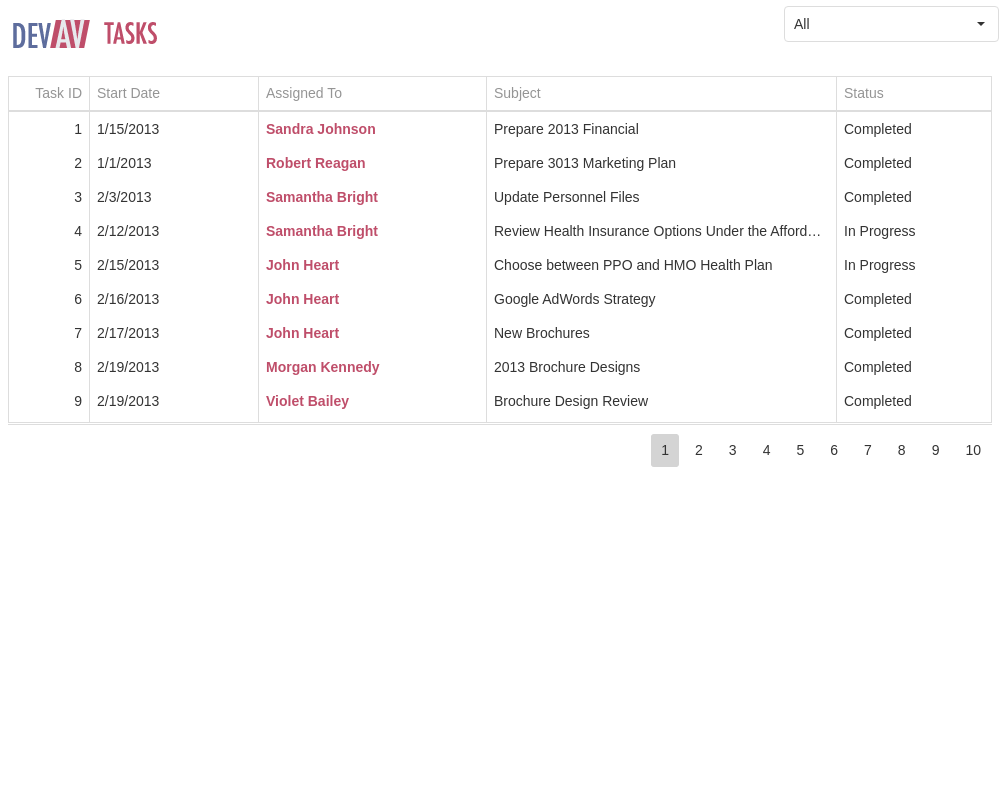 DEVAV TASKS
All
Task ID Start Date Assigned To Subject Status
1 1/15/2013 Sandra Johnson Prepare 2013 Financial Completed
2 1/1/2013 Robert Reagan Prepare 3013 Marketing Plan Completed
3 2/3/2013 Samantha Bright Update Personnel Files Completed
4 2/12/2013 Samantha Bright Review Health Insurance Options Under the Afford… In Progress
5 2/15/2013 John Heart Choose between PPO and HMO Health Plan In Progress
6 2/16/2013 John Heart Google AdWords Strategy Completed
7 2/17/2013 John Heart New Brochures Completed
8 2/19/2013 Morgan Kennedy 2013 Brochure Designs Completed
9 2/19/2013 Violet Bailey Brochure Design Review Completed
1 2 3 4 5 6 7 8 9 10